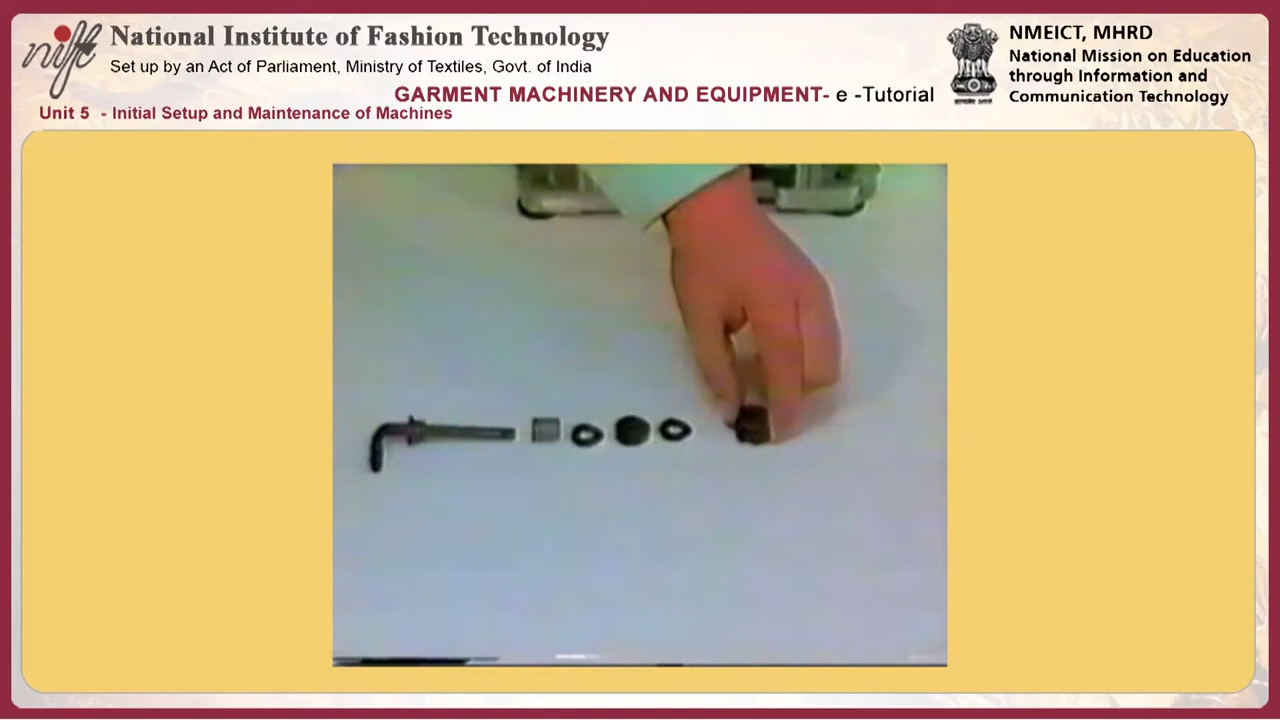 nift
National Institute of Fashion Technology
Set up by an Act of Parliament, Ministry of Textiles, Govt. of India
GARMENT MACHINERY AND EQUIPMENT- e -Tutorial
Unit 5 - Initial Setup and Maintenance of Machines
NMEICT, MHRD
National Mission on Education
through Information and
Communication Technology